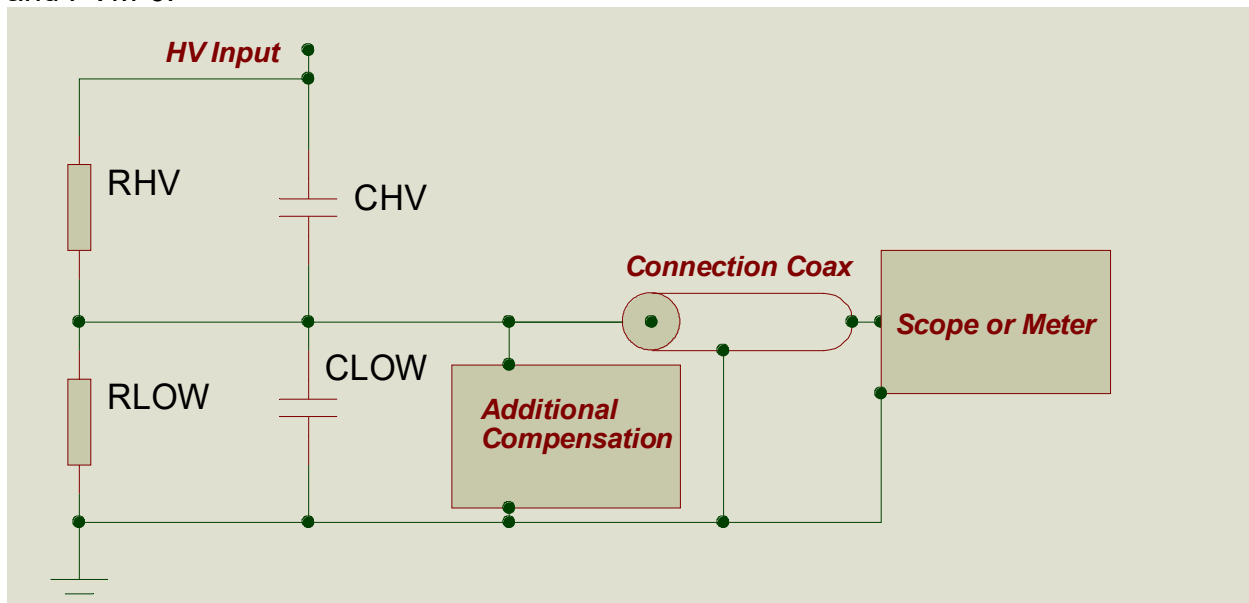 HV Input
RHV
CHV
Connection Coax
Scope or Meter
CLOW
RLOW
Additional
Compensation